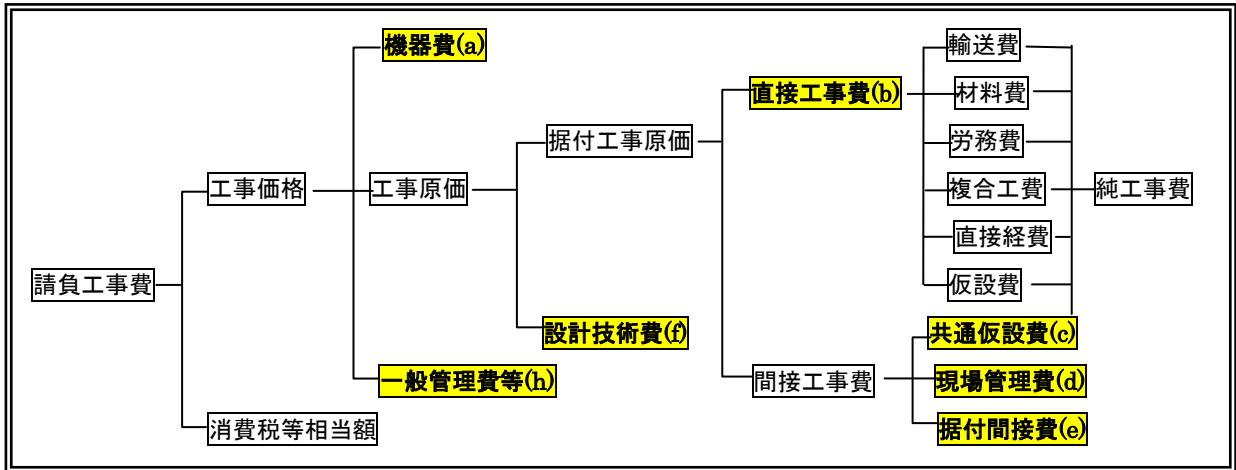 機器費(a)
輸送費
直接工事費(b)
材料費
据付工事原価
労務費
工事価格
工事原価
複合工費
純工事費
直接経費
請負工事費
仮設費
設計技術費(f)
共通仮設費(c)
一般管理費等(h)
間接工事費
現場管理費(d)
消費税等相当額
据付間接費(e)